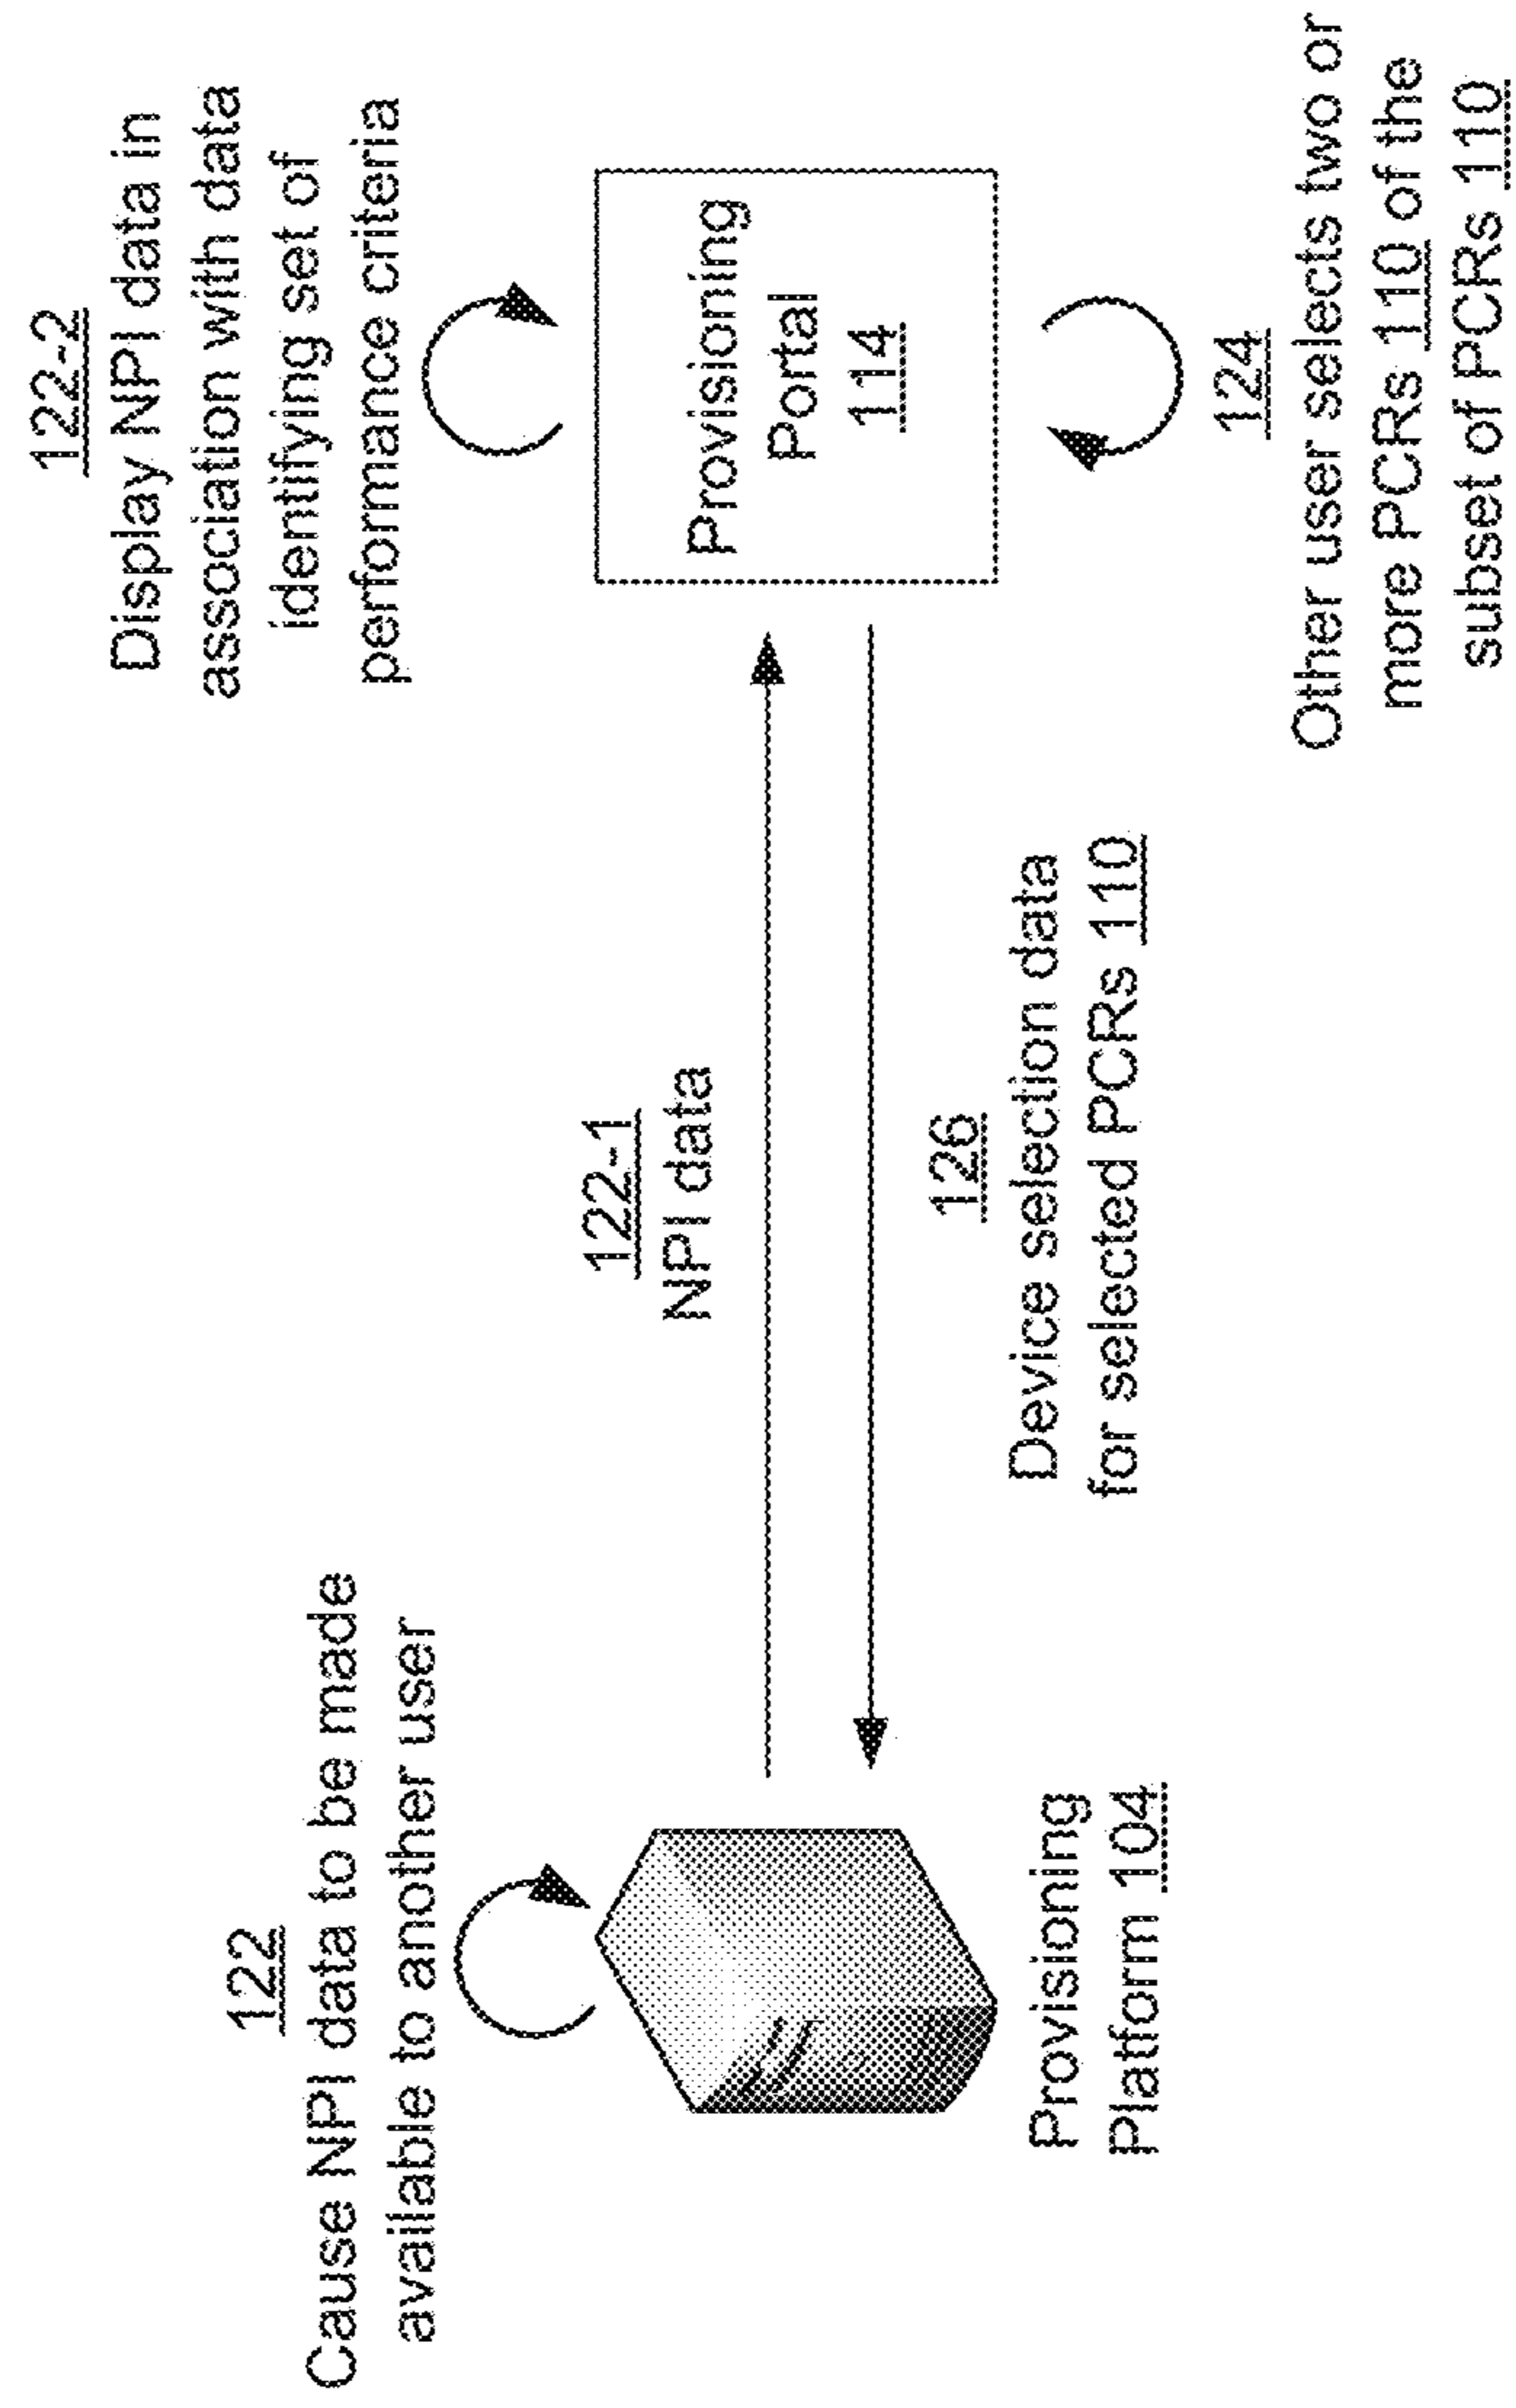 122
Cause NPI data to be made
available to another user
Provisioning
Platform 104
122-1
NPI data
126
Device selection data
for selected PCRs 110
122-2
Display NPI data in
association with data
identifying set of
performance criteria
Provisioning
Portal
114
124
Other user selects two or
more PCRs 110 of the
subset of PCRs 110